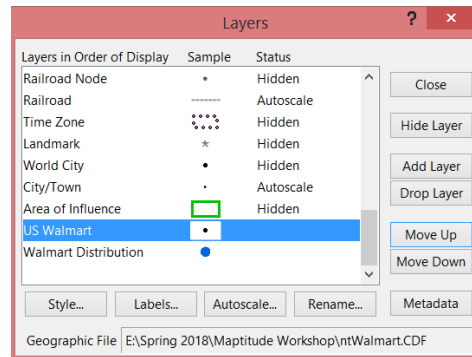 Layers
? ×
Layers in Order of Display Sample Status
Railroad Node Hidden
Railroad Autoscale
Time Zone Hidden
Landmark Hidden
World City Hidden
City/Town Autoscale
Area of Influence Hidden
US Walmart
Walmart Distribution
Close
Hide Layer
Add Layer
Drop Layer
Move Up
Move Down
Style... Labels... Autoscale... Rename... Metadata
Geographic File E:\Spring 2018\Maptitude Workshop\ntWalmart.CDF